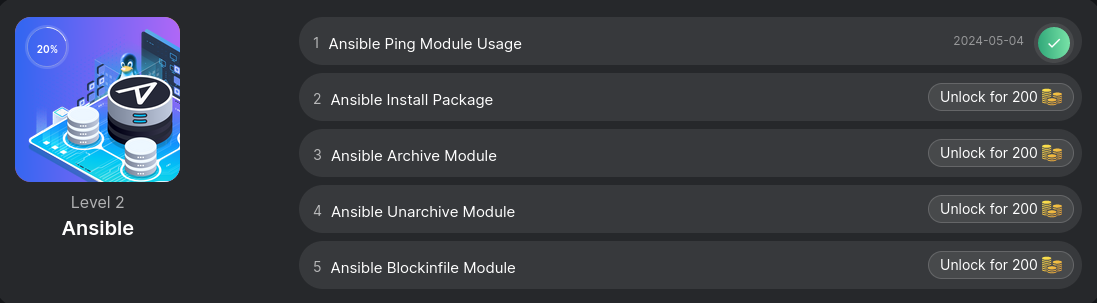 20%
Level 2
Ansible
1 Ansible Ping Module Usage 2024-05-04
2 Ansible Install Package Unlock for 200
3 Ansible Archive Module Unlock for 200
4 Ansible Unarchive Module Unlock for 200
5 Ansible Blockinfile Module Unlock for 200